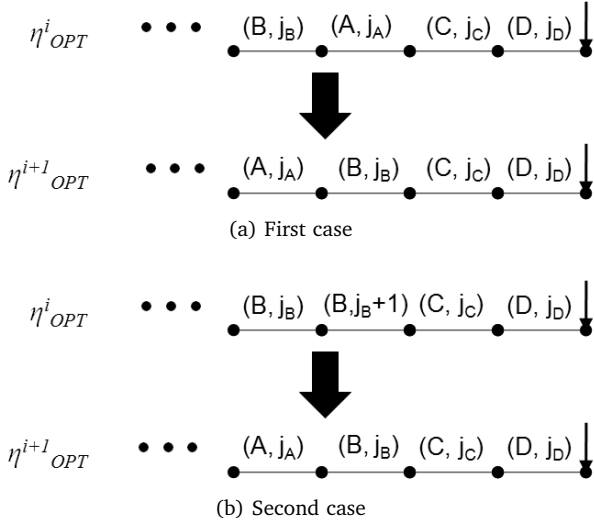 η^i_OPT • • • (B, j_B) (A, j_A) (C, j_C) (D, j_D)
η^{i+1}_OPT • • • (A, j_A) (B, j_B) (C, j_C) (D, j_D)
(a) First case
η^i_OPT • • • (B, j_B) (B,j_B+1) (C, j_C) (D, j_D)
η^{i+1}_OPT • • • (A, j_A) (B, j_B) (C, j_C) (D, j_D)
(b) Second case